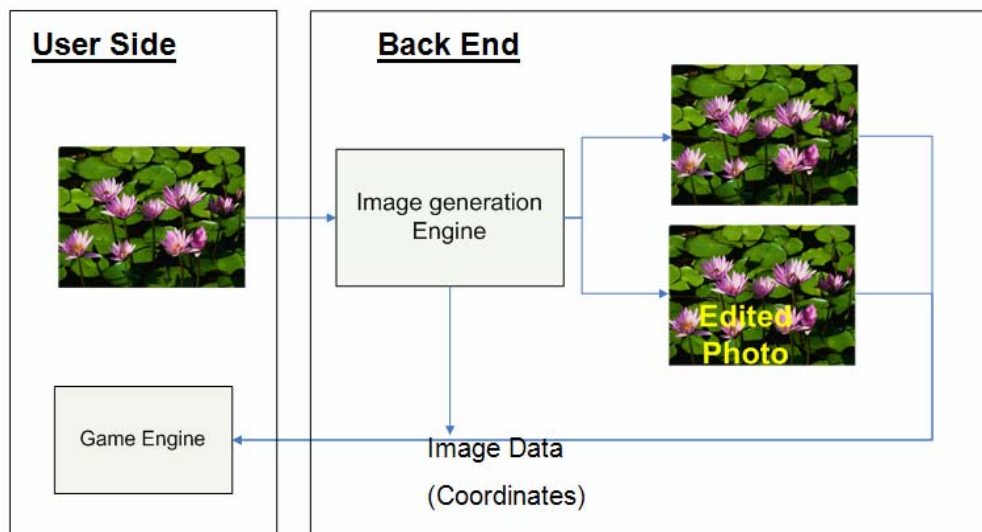 User Side
Back End
Image generation
Engine
Edited
Photo
Game Engine
Image Data
(Coordinates)